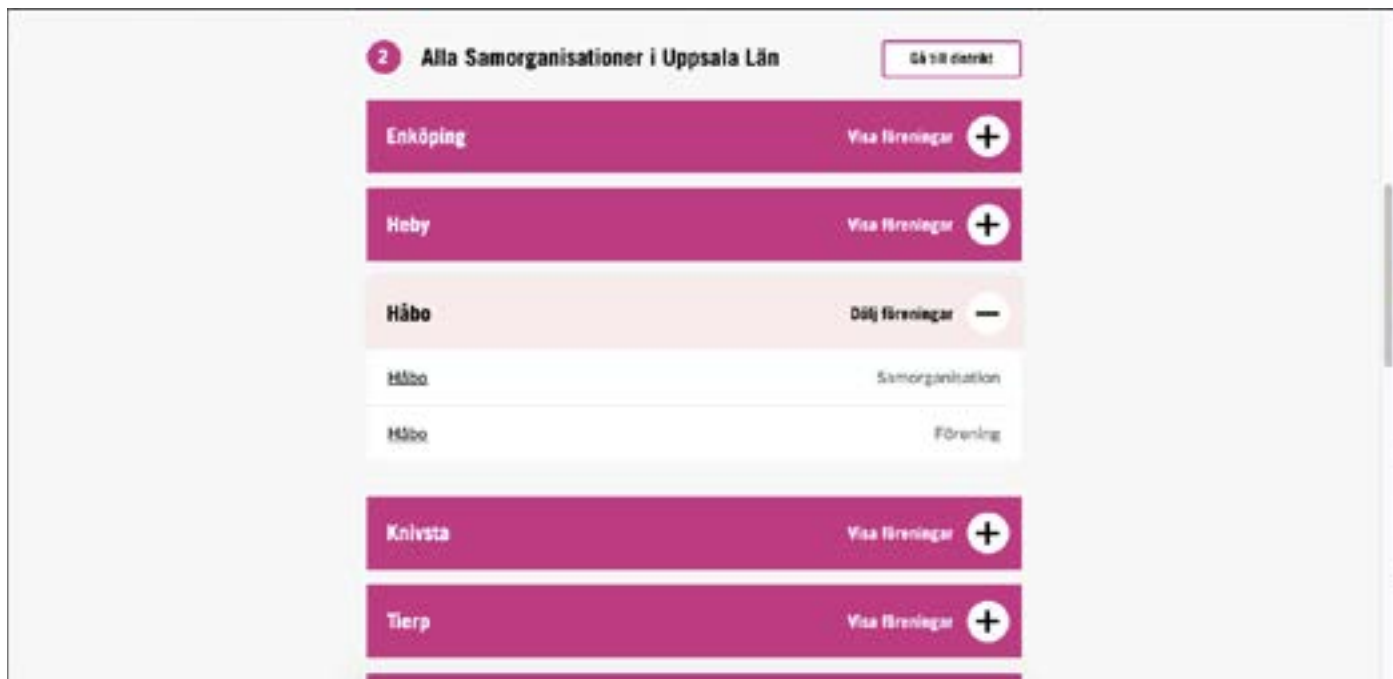 2 Alla Samorganisationer i Uppsala Län Gå till distrikt
Enköping Visa föreningar
Heby Visa föreningar
Håbo Dölj föreningar
Håbo Samorganisation
Håbo Förening
Knivsta Visa föreningar
Tierp Visa föreningar